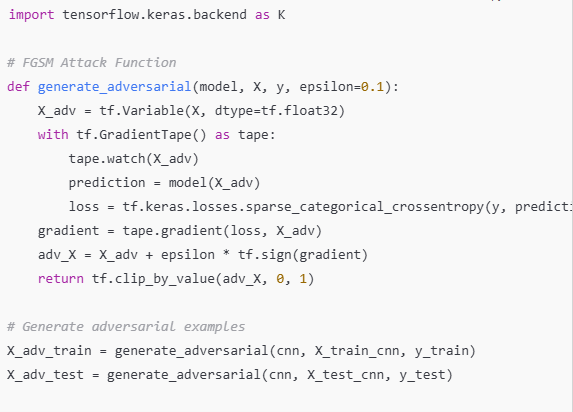 import tensorflow.keras.backend as K
# FGSM Attack Function
def generate_adversarial(model, X, y, epsilon=0.1):
    X_adv = tf.Variable(X, dtype=tf.float32)
    with tf.GradientTape() as tape:
        tape.watch(X_adv)
        prediction = model(X_adv)
        loss = tf.keras.losses.sparse_categorical_crossentropy(y, predicti
    gradient = tape.gradient(loss, X_adv)
    adv_X = X_adv + epsilon * tf.sign(gradient)
    return tf.clip_by_value(adv_X, 0, 1)
# Generate adversarial examples
X_adv_train = generate_adversarial(cnn, X_train_cnn, y_train)
X_adv_test = generate_adversarial(cnn, X_test_cnn, y_test)